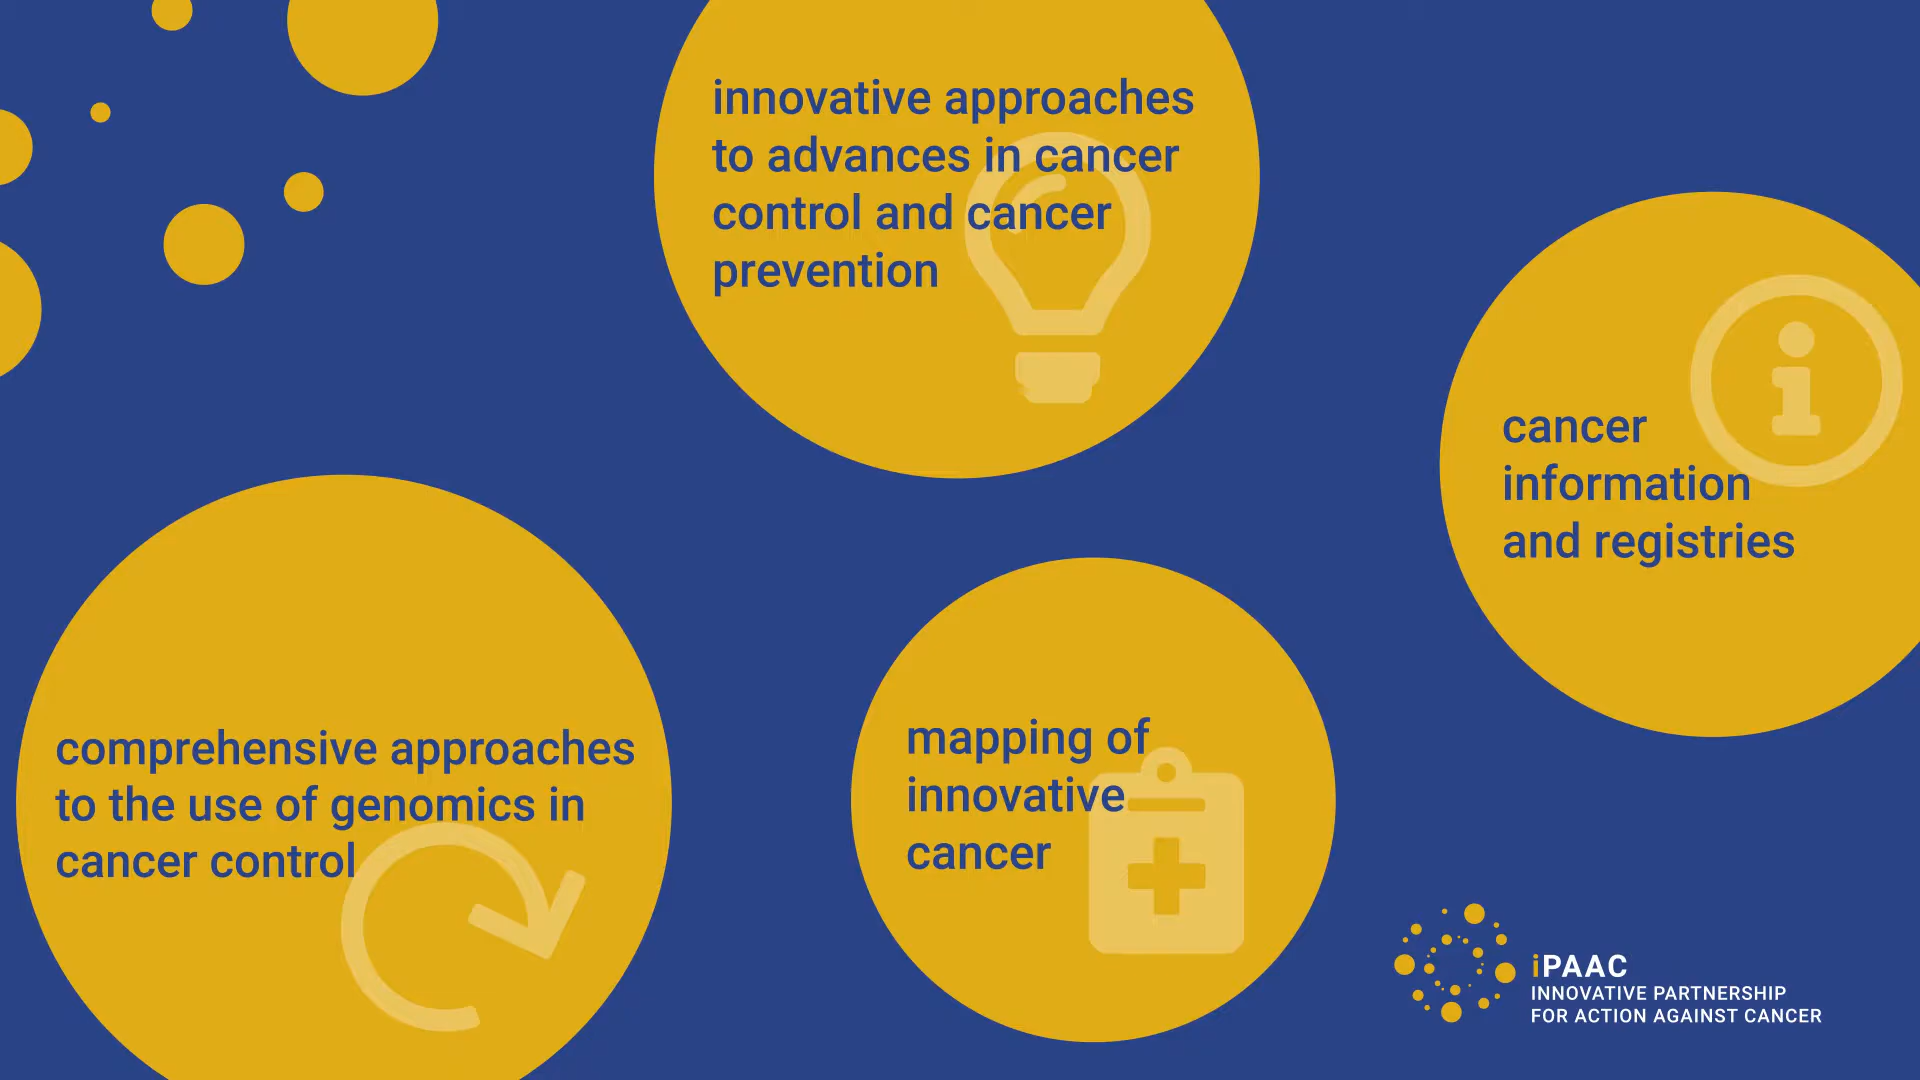 innovative approaches
to advances in cancer
control and cancer
prevention
cancer
information
and registries
comprehensive approaches
to the use of genomics in
cancer control
mapping of
innovative
cancer
iPAAC
INNOVATIVE PARTNERSHIP
FOR ACTION AGAINST CANCER